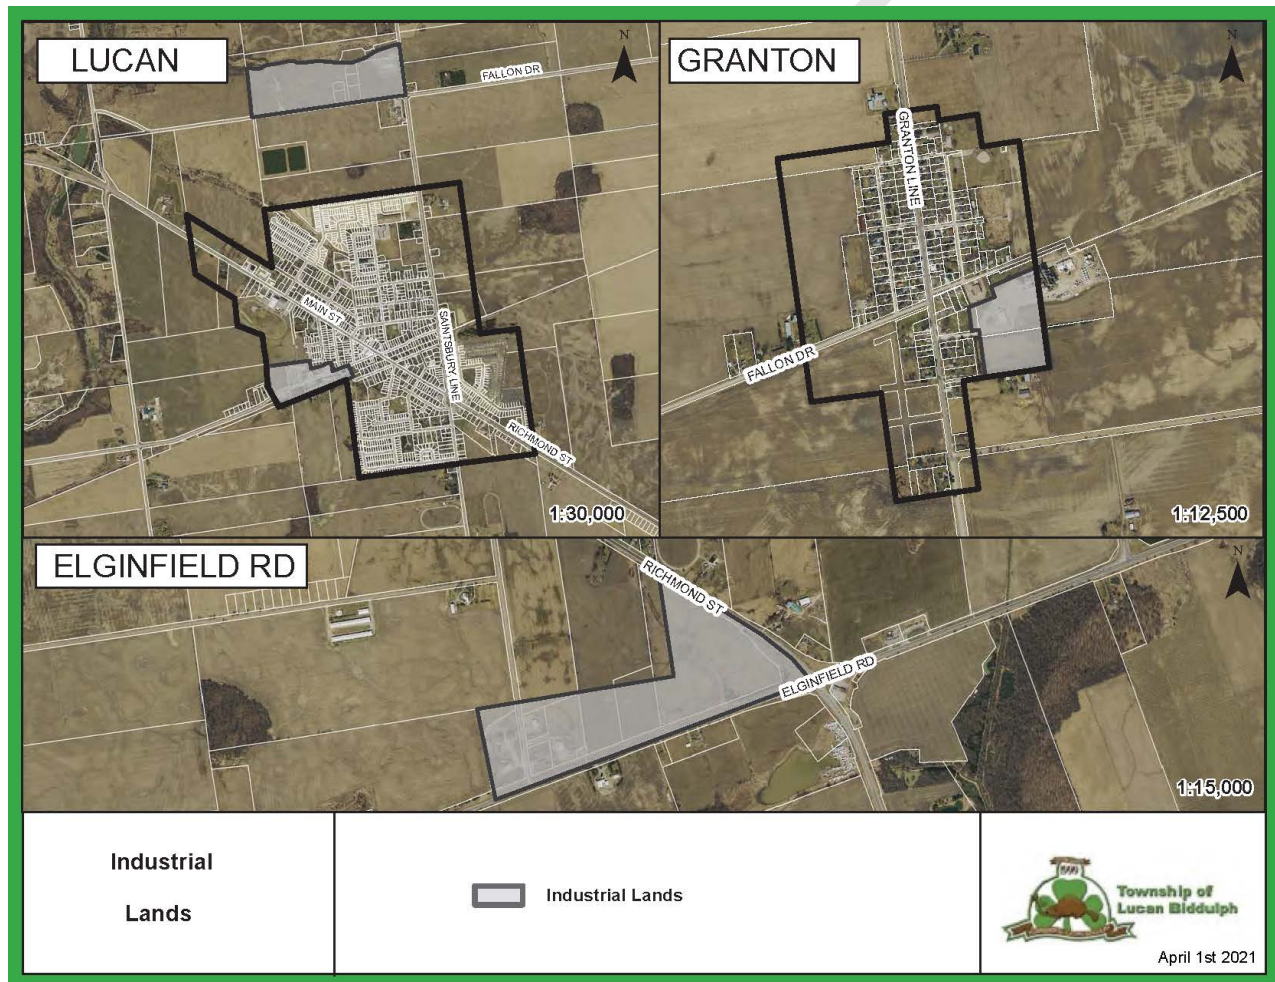 LUCAN
N
FALLON DR
MAIN ST
SAINTSBURY LINE
RICHMOND ST
1:30,000
GRANTON
N
GRANTON LINE
FALLON DR
1:12,500
ELGINFIELD RD
N
RICHMOND ST
ELGINFIELD RD
1:15,000
Industrial
Lands
Industrial Lands
Township of
Lucan Biddulph
April 1st 2021